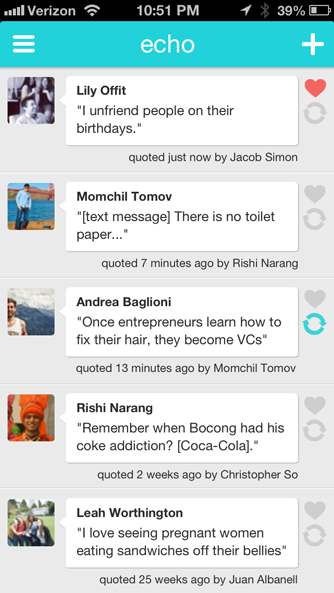 Verizon 10:51 PM 39%
echo
Lily Offit
"I unfriend people on their
birthdays."
quoted just now by Jacob Simon
Momchil Tomov
"[text message] There is no toilet
paper..."
quoted 7 minutes ago by Rishi Narang
Andrea Baglioni
"Once entrepreneurs learn how to
fix their hair, they become VCs"
quoted 13 minutes ago by Momchil Tomov
Rishi Narang
"Remember when Bocong had his
coke addiction? [Coca-Cola]."
quoted 2 weeks ago by Christopher So
Leah Worthington
"I love seeing pregnant women
eating sandwiches off their bellies"
quoted 25 weeks ago by Juan Albanell